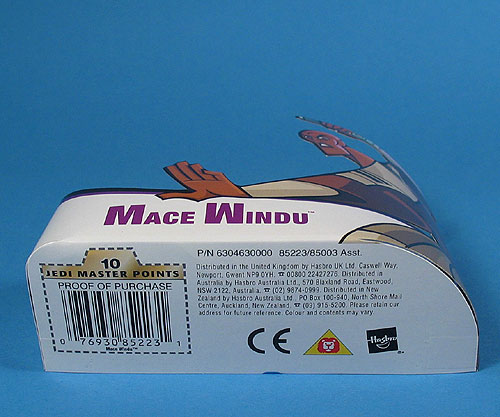 MACE WINDU™
P/N 6304630000 85223/85003 Asst.
10
JEDI MASTER POINTS
PROOF OF PURCHASE
0 76930 85223 1
Mace Windu™
Distributed in the United Kingdom by Hasbro UK Ltd. Caswell Way,
Newport, Gwent NP9 0YH. ☎ 00800 22427276. Distributed in
Australia by Hasbro Australia Ltd., 570 Blaxland Road, Eastwood,
NSW 2122, Australia. ☎ (02) 9874-0999. Distributed in New
Zealand by Hasbro Australia Ltd., PO Box 100-940, North Shore Mail
Centre, Auckland, New Zealand. ☎ (09) 915-5200. Please retain our
address for future reference. Colour and contents may vary.
CE
Hasbro